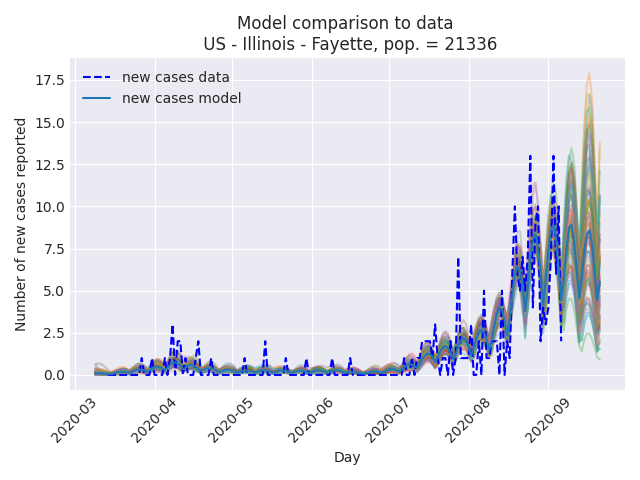 Model comparison to data
US - Illinois - Fayette, pop. = 21336
new cases data
new cases model
Number of new cases reported
17.5
15.0
12.5
10.0
7.5
5.0
2.5
0.0
2020-03
2020-04
2020-05
2020-06
2020-07
2020-08
2020-09
Day